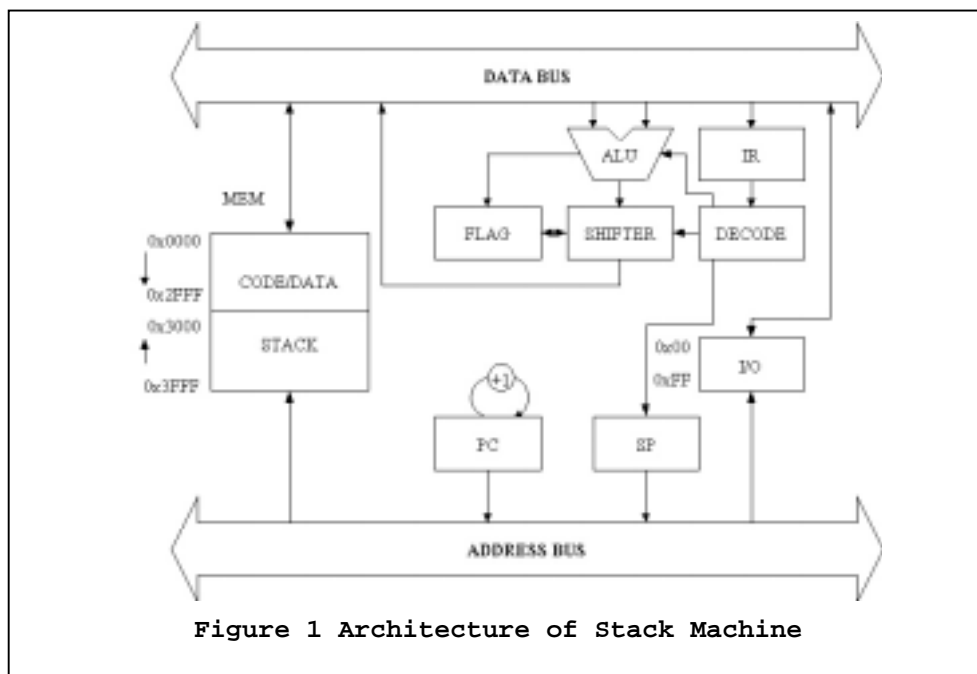 DATA BUS
ALU
IR
MEM
FLAG
SHIFTER
DECODE
0x0000
CODE/DATA
0x2FFF
0x3000
STACK
0x3FFF
0x00
0xFF
I/O
+1
PC
SP
ADDRESS BUS
Figure 1 Architecture of Stack Machine